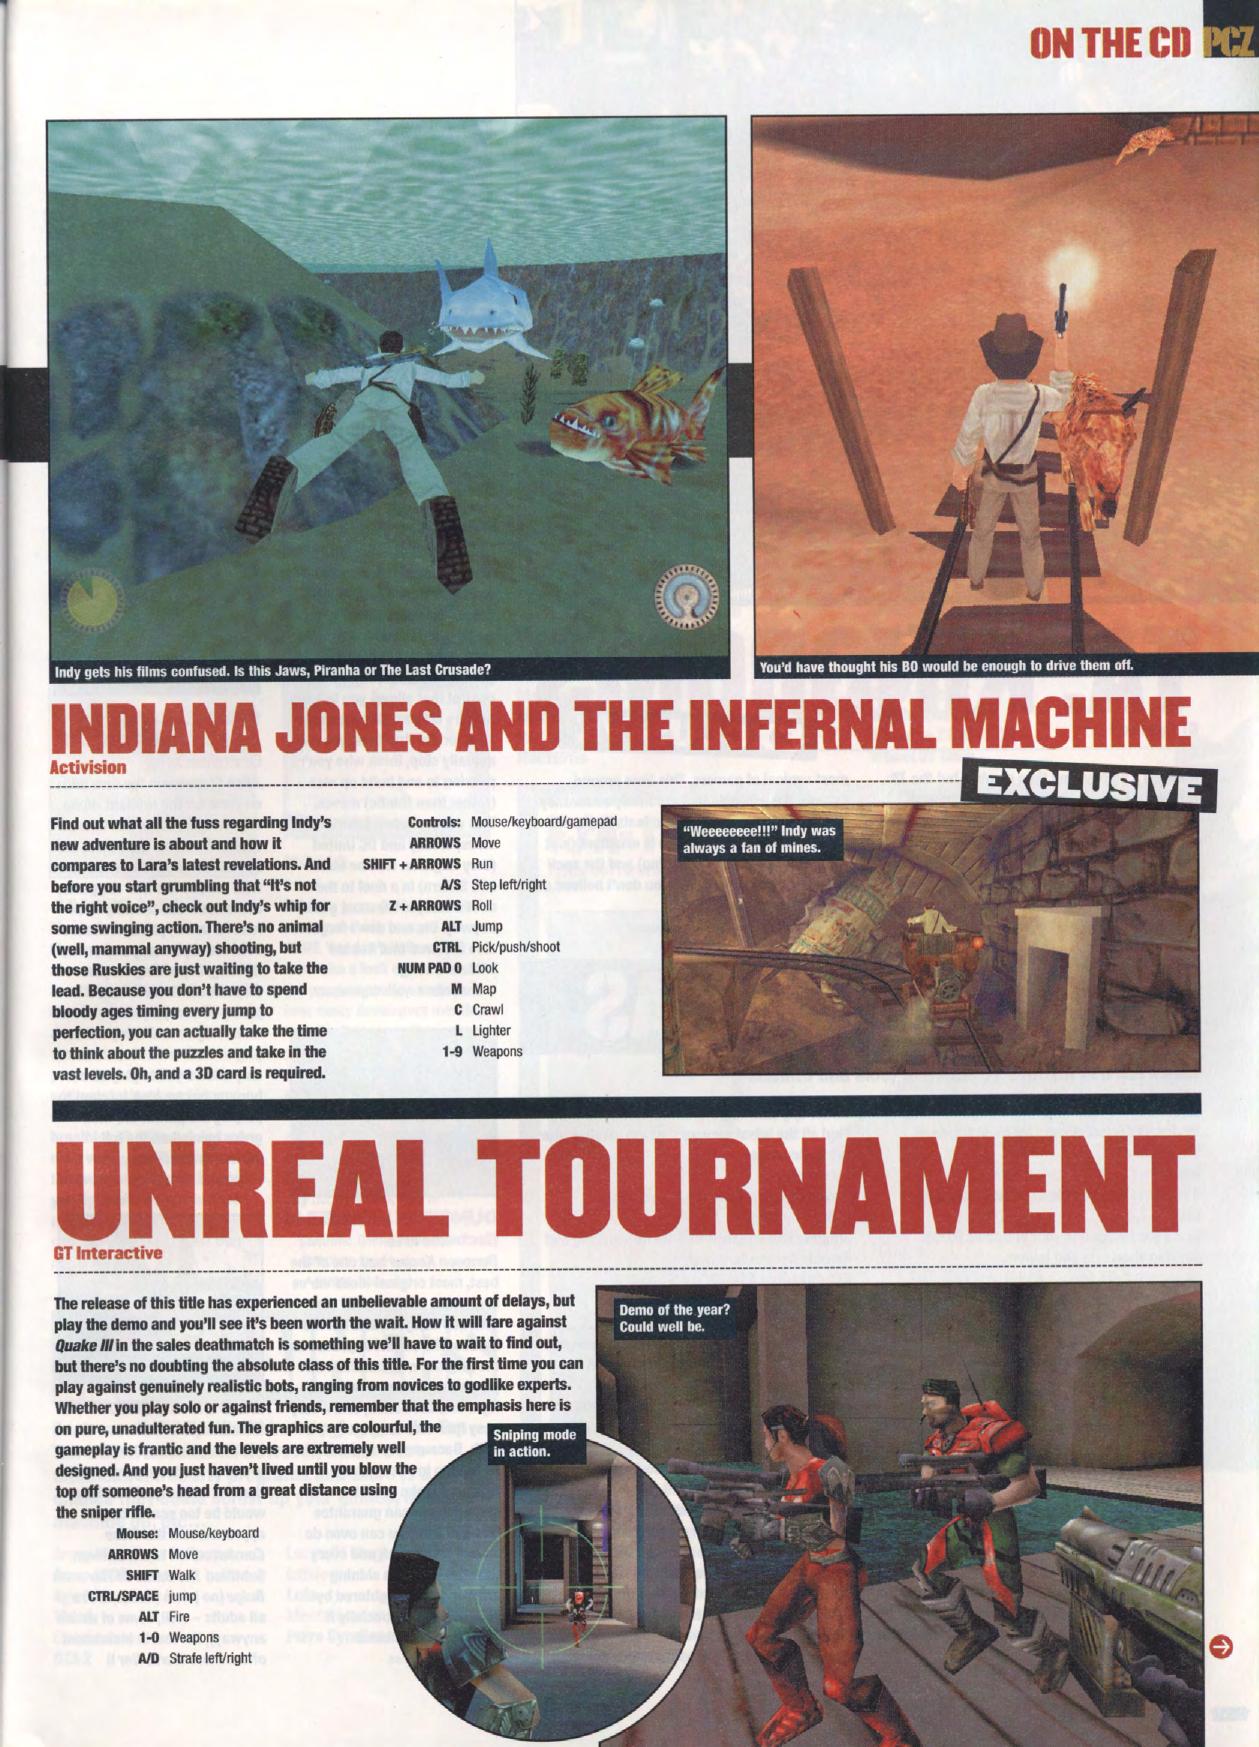 ON THE CD PCZ
Indy gets his films confused. Is this Jaws, Piranha or The Last Crusade?
You'd have thought his BO would be enough to drive them off.
INDIANA JONES AND THE INFERNAL MACHINE
Activision
EXCLUSIVE
Find out what all the fuss regarding Indy's
new adventure is about and how it
compares to Lara's latest revelations. And
before you start grumbling that “It's not
the right voice”, check out Indy's whip for
some swinging action. There's no animal
(well, mammal anyway) shooting, but
those Ruskies are just waiting to take the
lead. Because you don't have to spend
bloody ages timing every jump to
perfection, you can actually take the time
to think about the puzzles and take in the
vast levels. Oh, and a 3D card is required.
Controls: Mouse/keyboard/gamepad
ARROWS Move
SHIFT + ARROWS Run
A/S Step left/right
Z + ARROWS Roll
ALT Jump
CTRL Pick/push/shoot
NUM PAD 0 Look
M Map
C Crawl
L Lighter
1-9 Weapons
“Weeeeeeee!!!” Indy was
always a fan of mines.
UNREAL TOURNAMENT
GT Interactive
The release of this title has experienced an unbelievable amount of delays, but
play the demo and you'll see it's been worth the wait. How it will fare against
Quake III in the sales deathmatch is something we'll have to wait to find out,
but there's no doubting the absolute class of this title. For the first time you can
play against genuinely realistic bots, ranging from novices to godlike experts.
Whether you play solo or against friends, remember that the emphasis here is
on pure, unadulterated fun. The graphics are colourful, the
gameplay is frantic and the levels are extremely well
designed. And you just haven't lived until you blow the
top off someone's head from a great distance using
the sniper rifle.
Mouse: Mouse/keyboard
ARROWS Move
SHIFT Walk
CTRL/SPACE jump
ALT Fire
1-0 Weapons
A/D Strafe left/right
Sniping mode
in action.
Demo of the year?
Could well be.